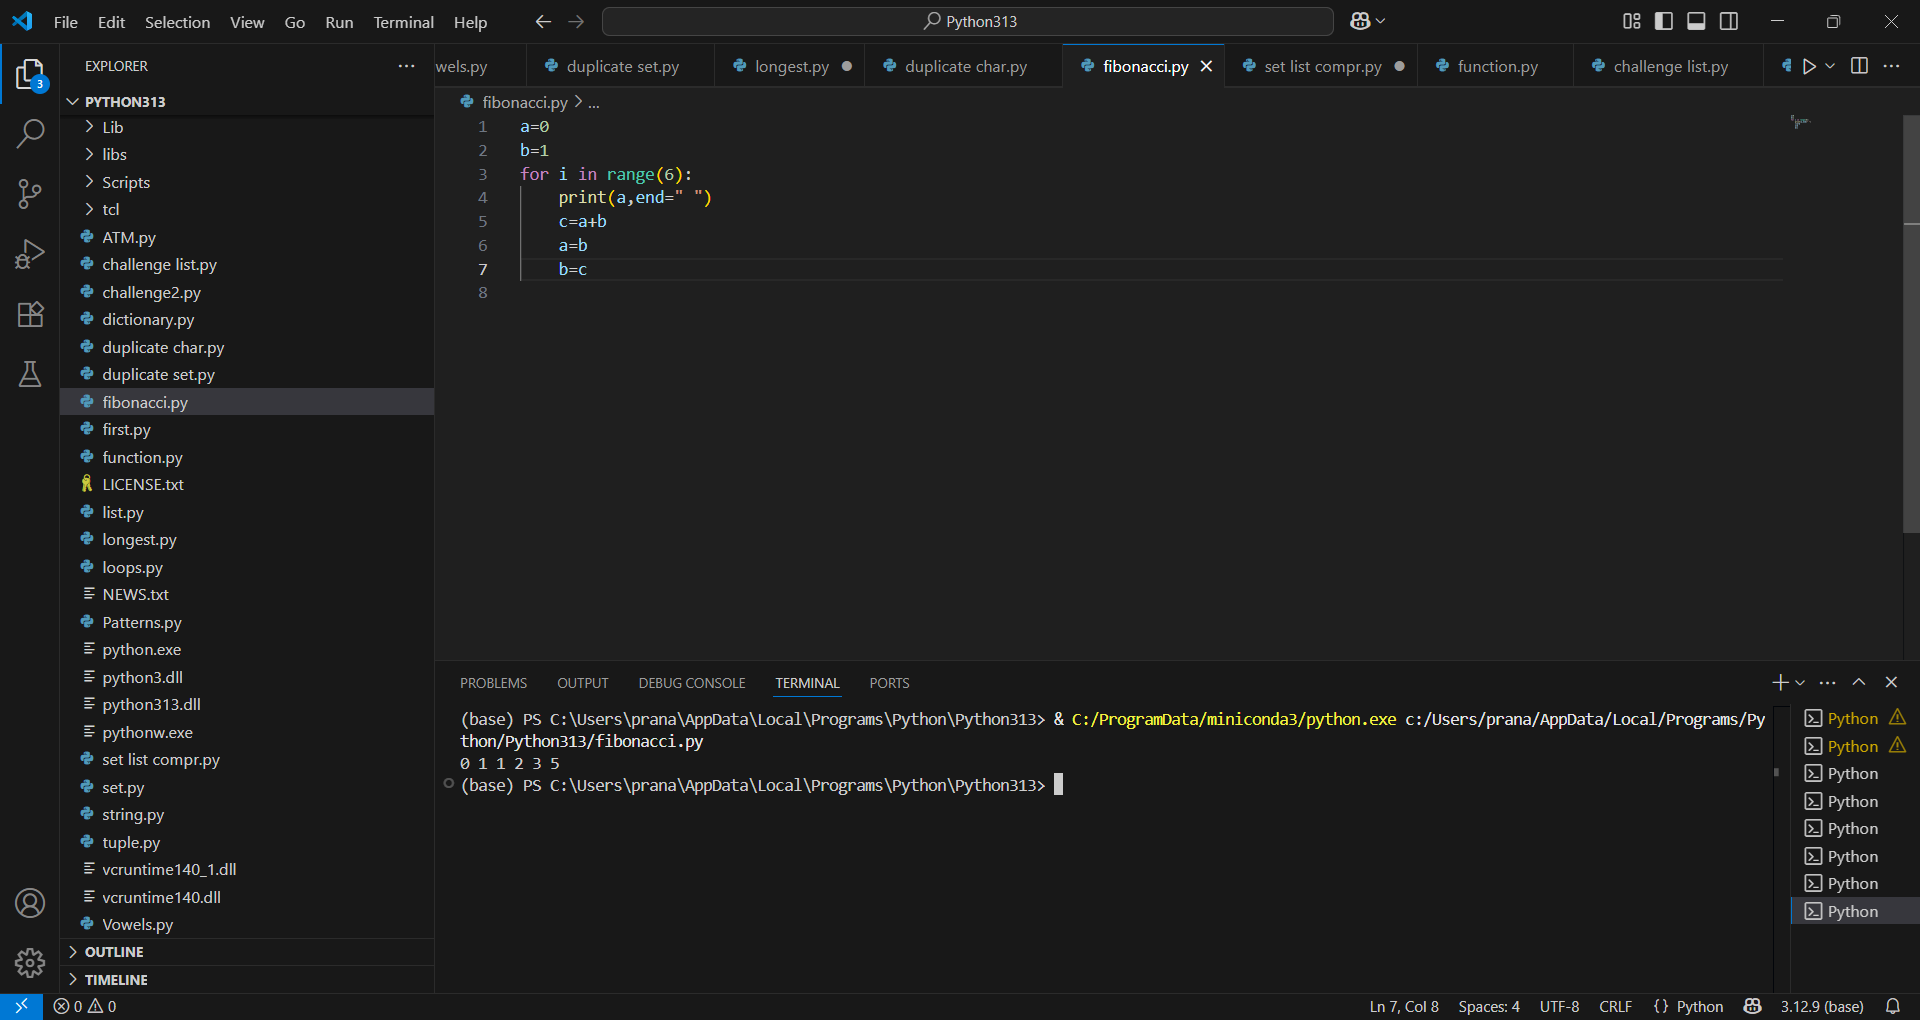 File Edit Selection View Go Run Terminal Help
Python313
EXPLORER
PYTHON313
Lib
libs
Scripts
tcl
ATM.py
challenge list.py
challenge2.py
dictionary.py
duplicate char.py
duplicate set.py
fibonacci.py
first.py
function.py
LICENSE.txt
list.py
longest.py
loops.py
NEWS.txt
Patterns.py
python.exe
python3.dll
python313.dll
pythonw.exe
set list compr.py
set.py
string.py
tuple.py
vcruntime140_1.dll
vcruntime140.dll
Vowels.py
OUTLINE
TIMELINE
3
wels.py duplicate set.py longest.py duplicate char.py fibonacci.py set list compr.py function.py challenge list.py
fibonacci.py > ...
1 a=0
2 b=1
3 for i in range(6):
4 print(a,end=" ")
5 c=a+b
6 a=b
7 b=c
8
PROBLEMS OUTPUT DEBUG CONSOLE TERMINAL PORTS
(base) PS C:\Users\prana\AppData\Local\Programs\Python\Python313> & C:/ProgramData/miniconda3/python.exe c:/Users/prana/AppData/Local/Programs/Py
thon/Python313/fibonacci.py
0 1 1 2 3 5
(base) PS C:\Users\prana\AppData\Local\Programs\Python\Python313>
Python
Python
Python
Python
Python
Python
Python
Python
0 0 Ln 7, Col 8 Spaces: 4 UTF-8 CRLF {} Python 3.12.9 (base)